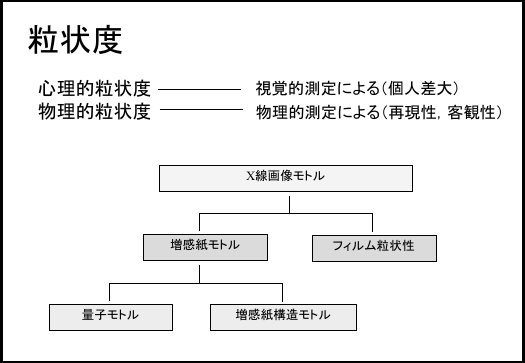 粒状度
心理的粒状度 視覚的測定による(個人差大)
物理的粒状度 物理的測定による(再現性, 客観性)
X線画像モトル
増感紙モトル フィルム粒状性
量子モトル 増感紙構造モトル